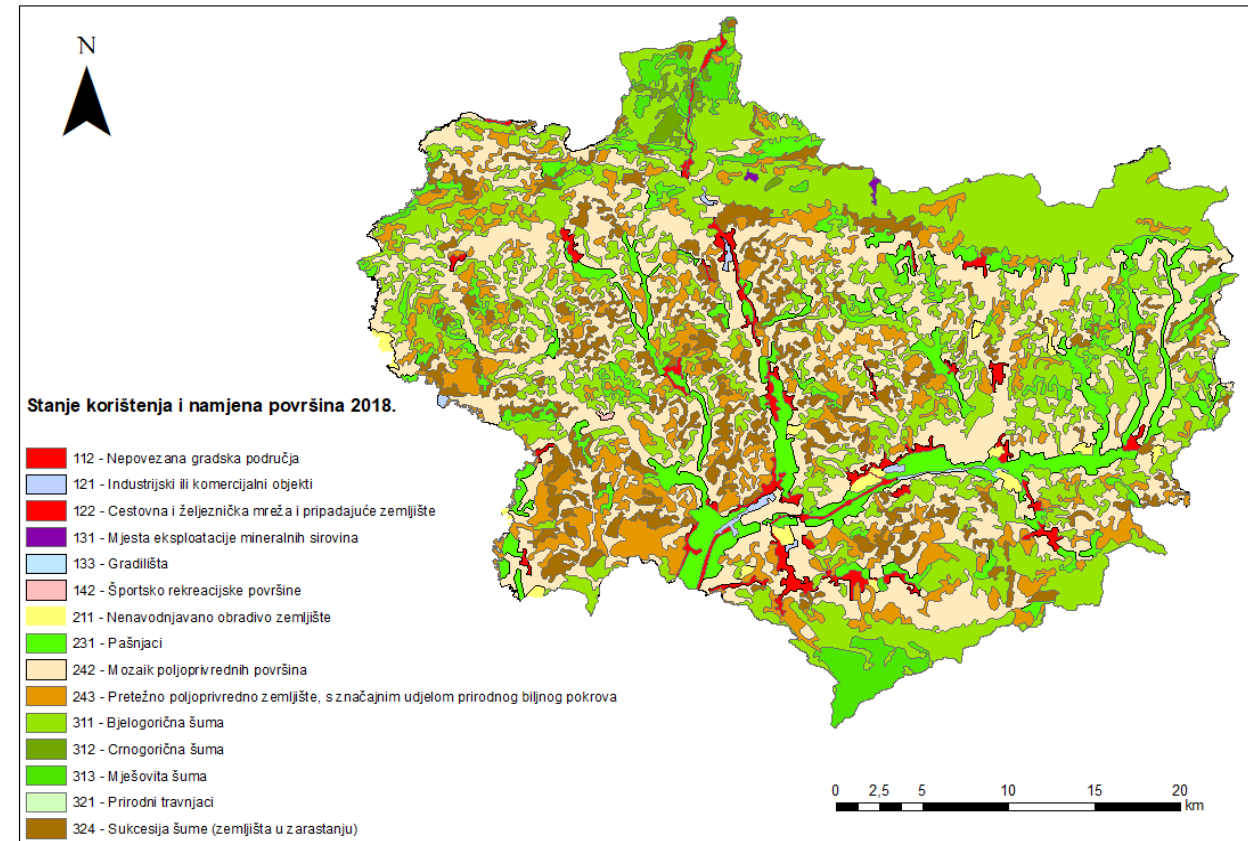 N
Stanje korištenja i namjena površina 2018.
112 - Nepovezana gradska područja
121 - Industrijski ili komercijalni objekti
122 - Cestovna i željeznička mreža i pripadajuće zemljište
131 - Mjesta eksploatacije mineralnih sirovina
133 - Gradilišta
142 - Športsko rekreacijske površine
211 - Nenavodnjavano obradivo zemljište
231 - Pašnjaci
242 - Mozaik poljoprivrednih površina
243 - Pretežno poljoprivredno zemljište, s značajnim udjelom prirodnog biljnog pokrova
311 - Bjelogorična šuma
312 - Crnogorična šuma
313 - Mješovita šuma
321 - Prirodni travnjaci
324 - Sukcesija šume (zemljišta u zarastanju)
0 2,5 5 10 15 20
km